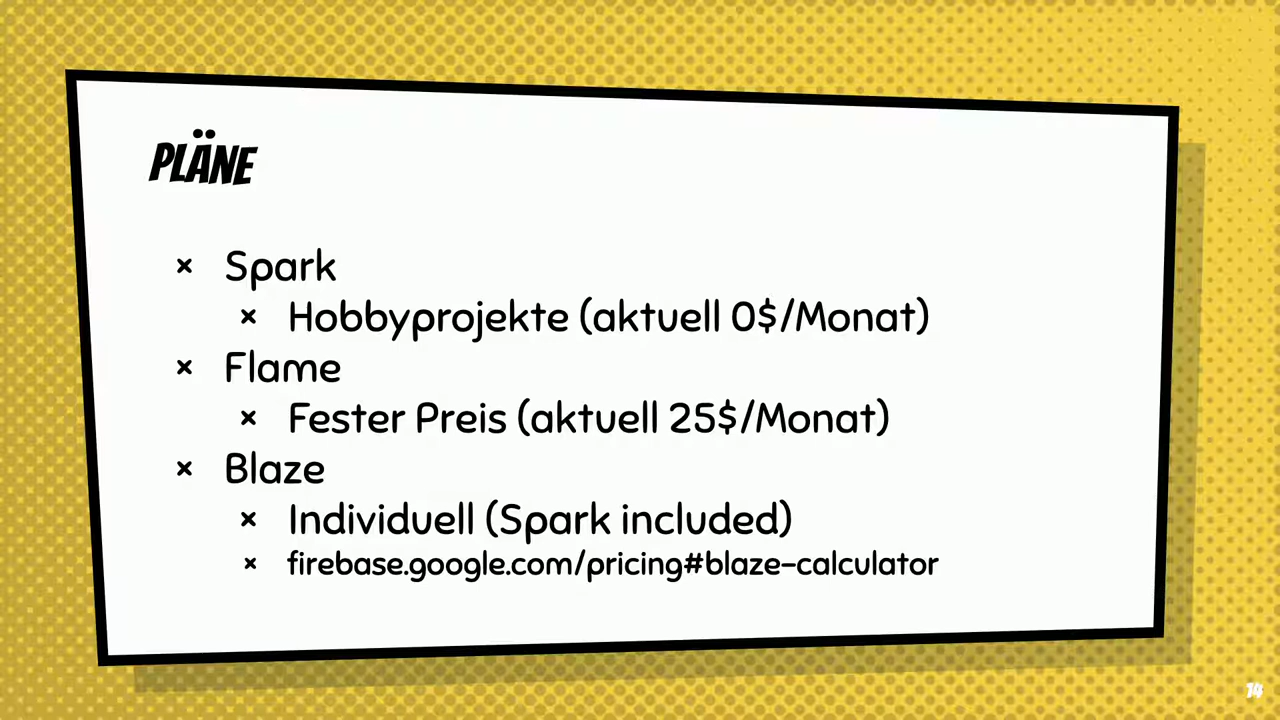 PLÄNE
× Spark
× Hobbyprojekte (aktuell 0$/Monat)
× Flame
× Fester Preis (aktuell 25$/Monat)
× Blaze
× Individuell (Spark included)
× firebase.google.com/pricing#blaze-calculator
14